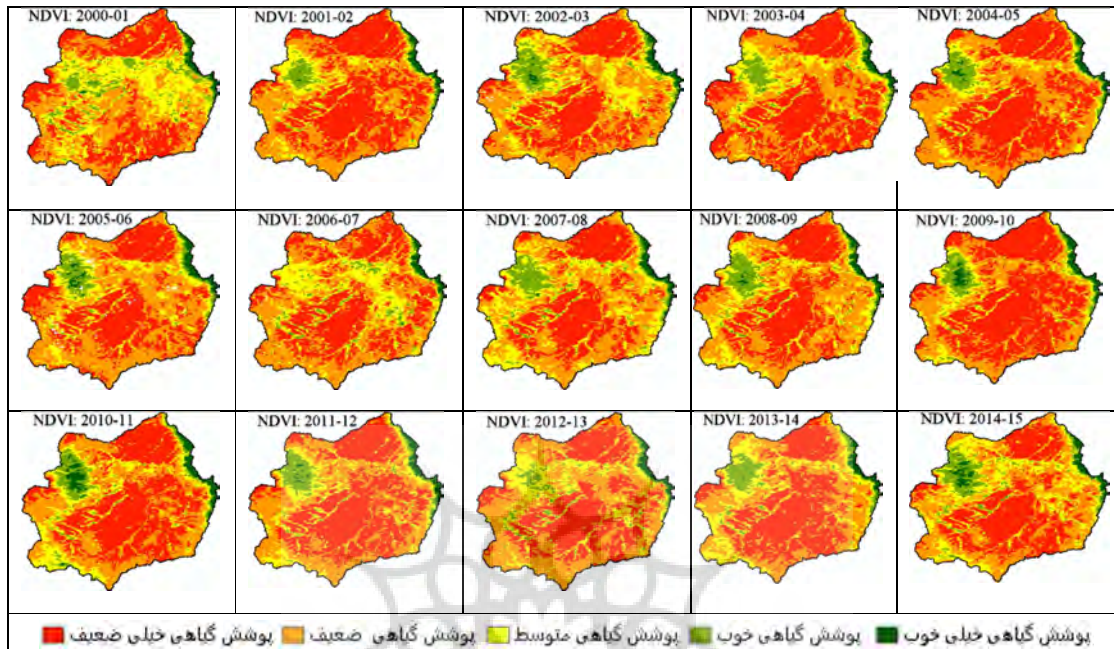 NDVI: 2000-01
NDVI: 2001-02
NDVI: 2002-03
NDVI: 2003-04
NDVI: 2004-05
NDVI: 2005-06
NDVI: 2006-07
NDVI: 2007-08
NDVI: 2008-09
NDVI: 2009-10
NDVI: 2010-11
NDVI: 2011-12
NDVI: 2012-13
NDVI: 2013-14
NDVI: 2014-15
پوشش گیاهی خیلی خوب پوشش گیاهی خوب پوشش گیاهی متوسط پوشش گیاهی ضعیف پوشش گیاهی خیلی ضعیف